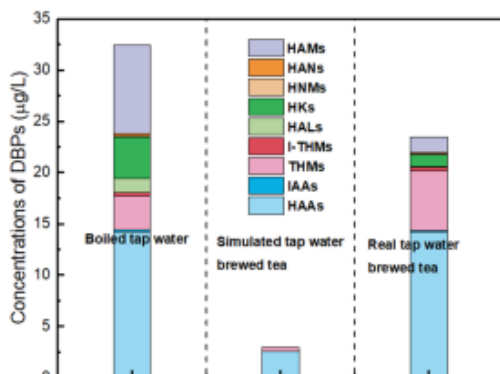 Concentrations of DBPs (μg/L)
35
30
25
20
15
10
5
0
HAMs
HANs
HNMs
HKs
HALs
I-THMs
THMs
IAAs
HAAs
Boiled tap water
Simulated tap water
brewed tea
Real tap water
brewed tea